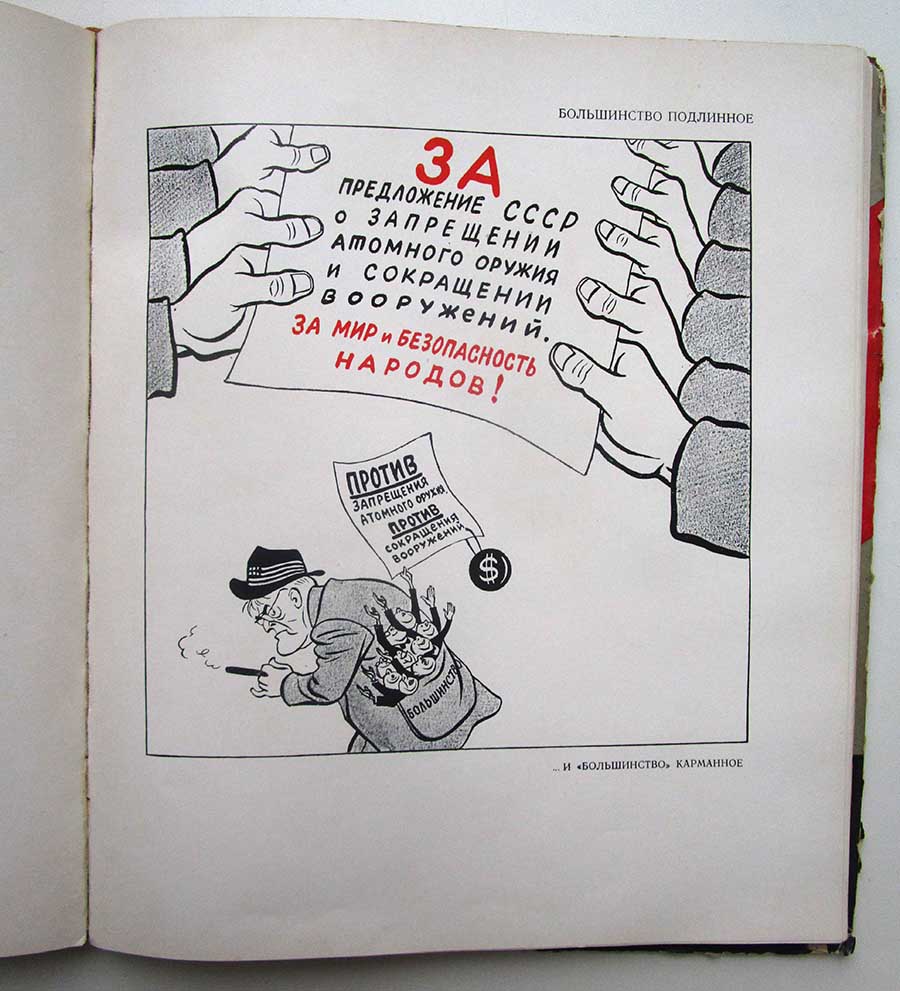 БОЛЬШИНСТВО ПОДЛИННОЕ
ЗА
ПРЕДЛОЖЕНИЕ СССР
О ЗАПРЕЩЕНИИ
АТОМНОГО ОРУЖИЯ
И СОКРАЩЕНИИ
ВООРУЖЕНИЙ.
ЗА МИР и БЕЗОПАСНОСТЬ
НАРОДОВ!
ПРОТИВ
ЗАПРЕЩЕНИЯ
АТОМНОГО ОРУЖИЯ
ПРОТИВ
СОКРАЩЕНИЯ
ВООРУЖЕНИЙ
$
БОЛЬШИНСТВО
... И «БОЛЬШИНСТВО» КАРМАННОЕ